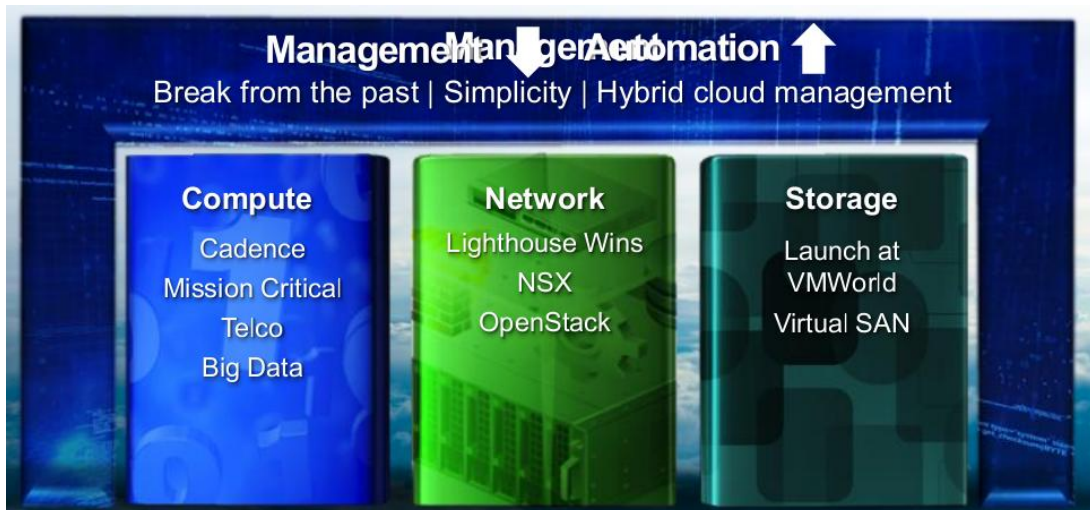 Management Management Automation
Break from the past | Simplicity | Hybrid cloud management
Compute
Cadence
Mission Critical
Telco
Big Data
Network
Lighthouse Wins
NSX
OpenStack
Storage
Launch at
VMWorld
Virtual SAN